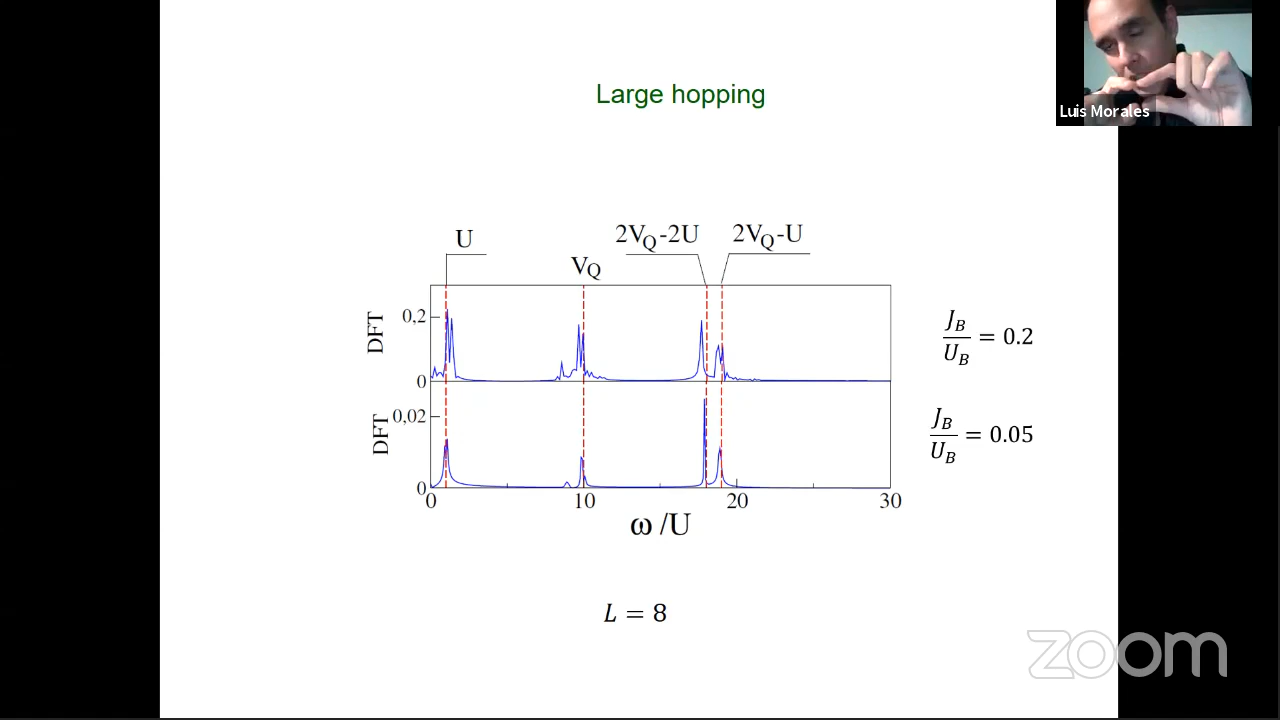 Luis Morales
Large hopping
U
V_Q
2V_Q-2U
2V_Q-U
DFT
0,2
0
J_B/U_B = 0.2
DFT
0,02
0
J_B/U_B = 0.05
0 10 20 30
ω /U
L = 8
zoom